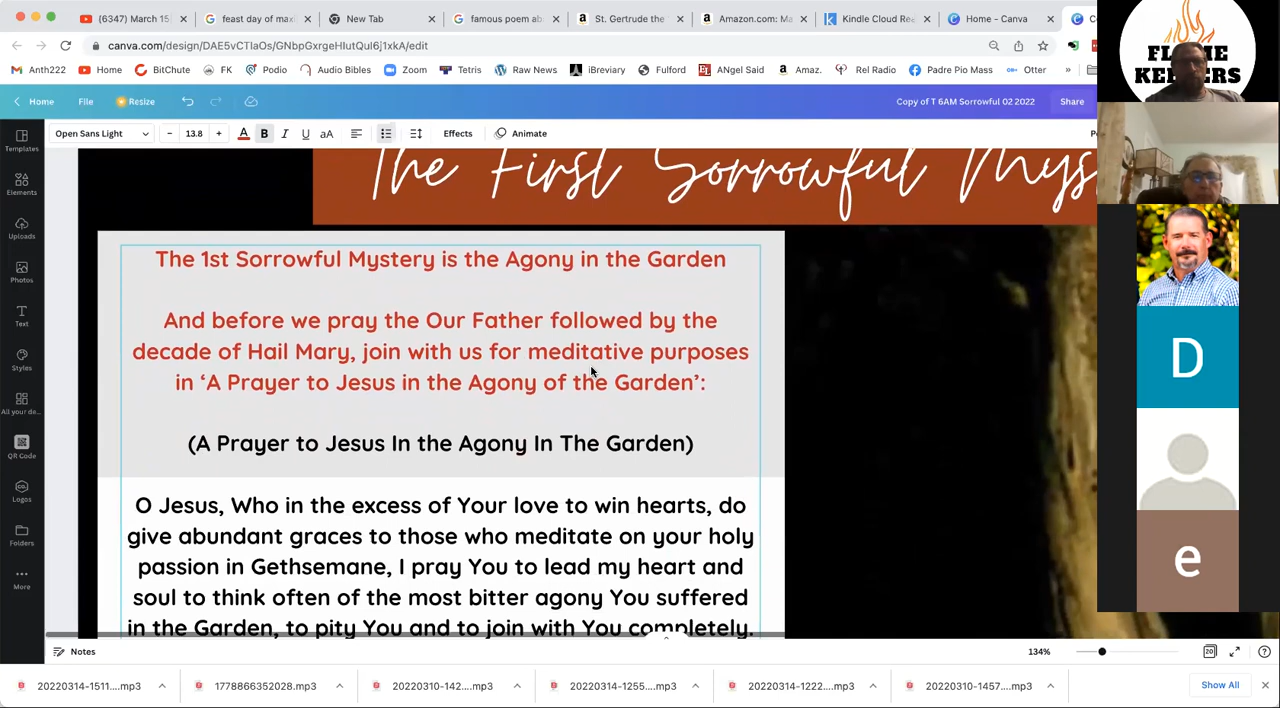 (6347) March 15
feast day of maxi
New Tab
famous poem ab
St. Gertrude the
Amazon.com: Ma
Kindle Cloud Rea
Home - Canva
canva.com/design/DAE5vCTlaOs/GNbpGxrgeHIutQul6j1xkA/edit
Anth222 Home BitChute FK Podio Audio Bibles Zoom Tetris Raw News iBreviary Fulford ANgel Said Amaz. Rel Radio Padre Pio Mass Otter »
Home File Resize Copy of T 6AM Sorrowful 02 2022 Share
Open Sans Light – 13.8 + A B I U aA Effects Animate
Templates
Elements
Uploads
Photos
Text
Styles
All your de...
QR Code
Logos
Folders
More
The First Sorrowful Mys
The 1st Sorrowful Mystery is the Agony in the Garden
And before we pray the Our Father followed by the
decade of Hail Mary, join with us for meditative purposes
in ‘A Prayer to Jesus in the Agony of the Garden’:
(A Prayer to Jesus In the Agony In The Garden)
O Jesus, Who in the excess of Your love to win hearts, do
give abundant graces to those who meditate on your holy
passion in Gethsemane, I pray You to lead my heart and
soul to think often of the most bitter agony You suffered
in the Garden, to pity You and to join with You completely.
D
e
Notes 134% 20
20220314-1511....mp3 1778866352028.mp3 20220310-142....mp3 20220314-1255....mp3 20220314-1222....mp3 20220310-1457....mp3 Show All